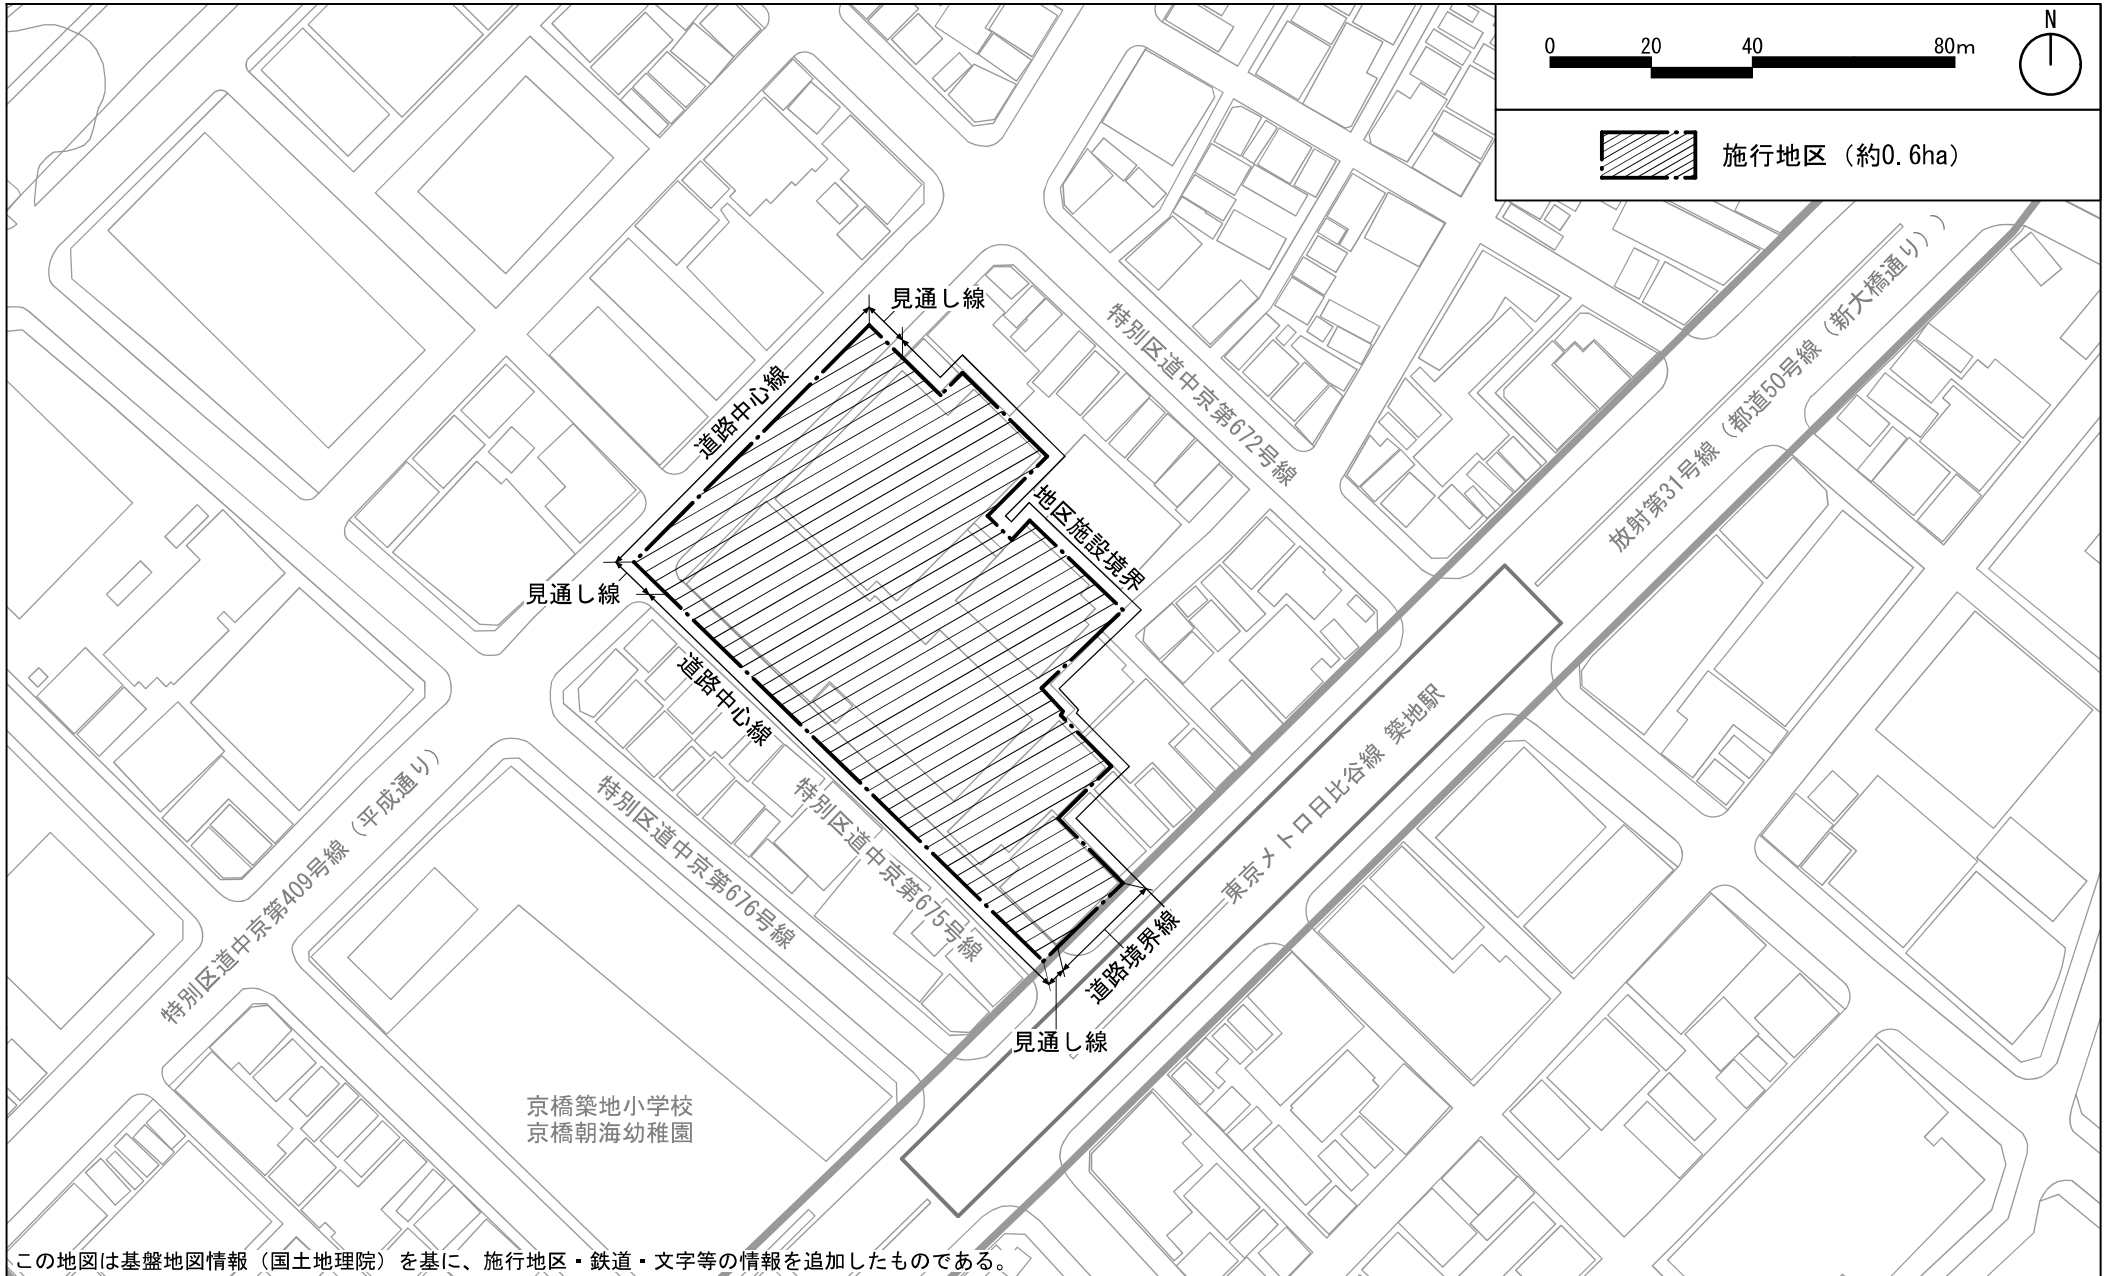 0 20 40 80m
N
施行地区（約0.6ha）
見通し線
道路中心線
特別区道中京第672号線
放射第31号線（都道50号線（新大橋通り））
地区施設境界
見通し線
道路中心線
特別区道中京第409号線（平成通り）
特別区道中京第676号線
特別区道中京第675号線
東京メトロ日比谷線 築地駅
道路境界線
見通し線
京橋築地小学校
京橋朝海幼稚園
この地図は基盤地図情報（国土地理院）を基に、施行地区・鉄道・文字等の情報を追加したものである。